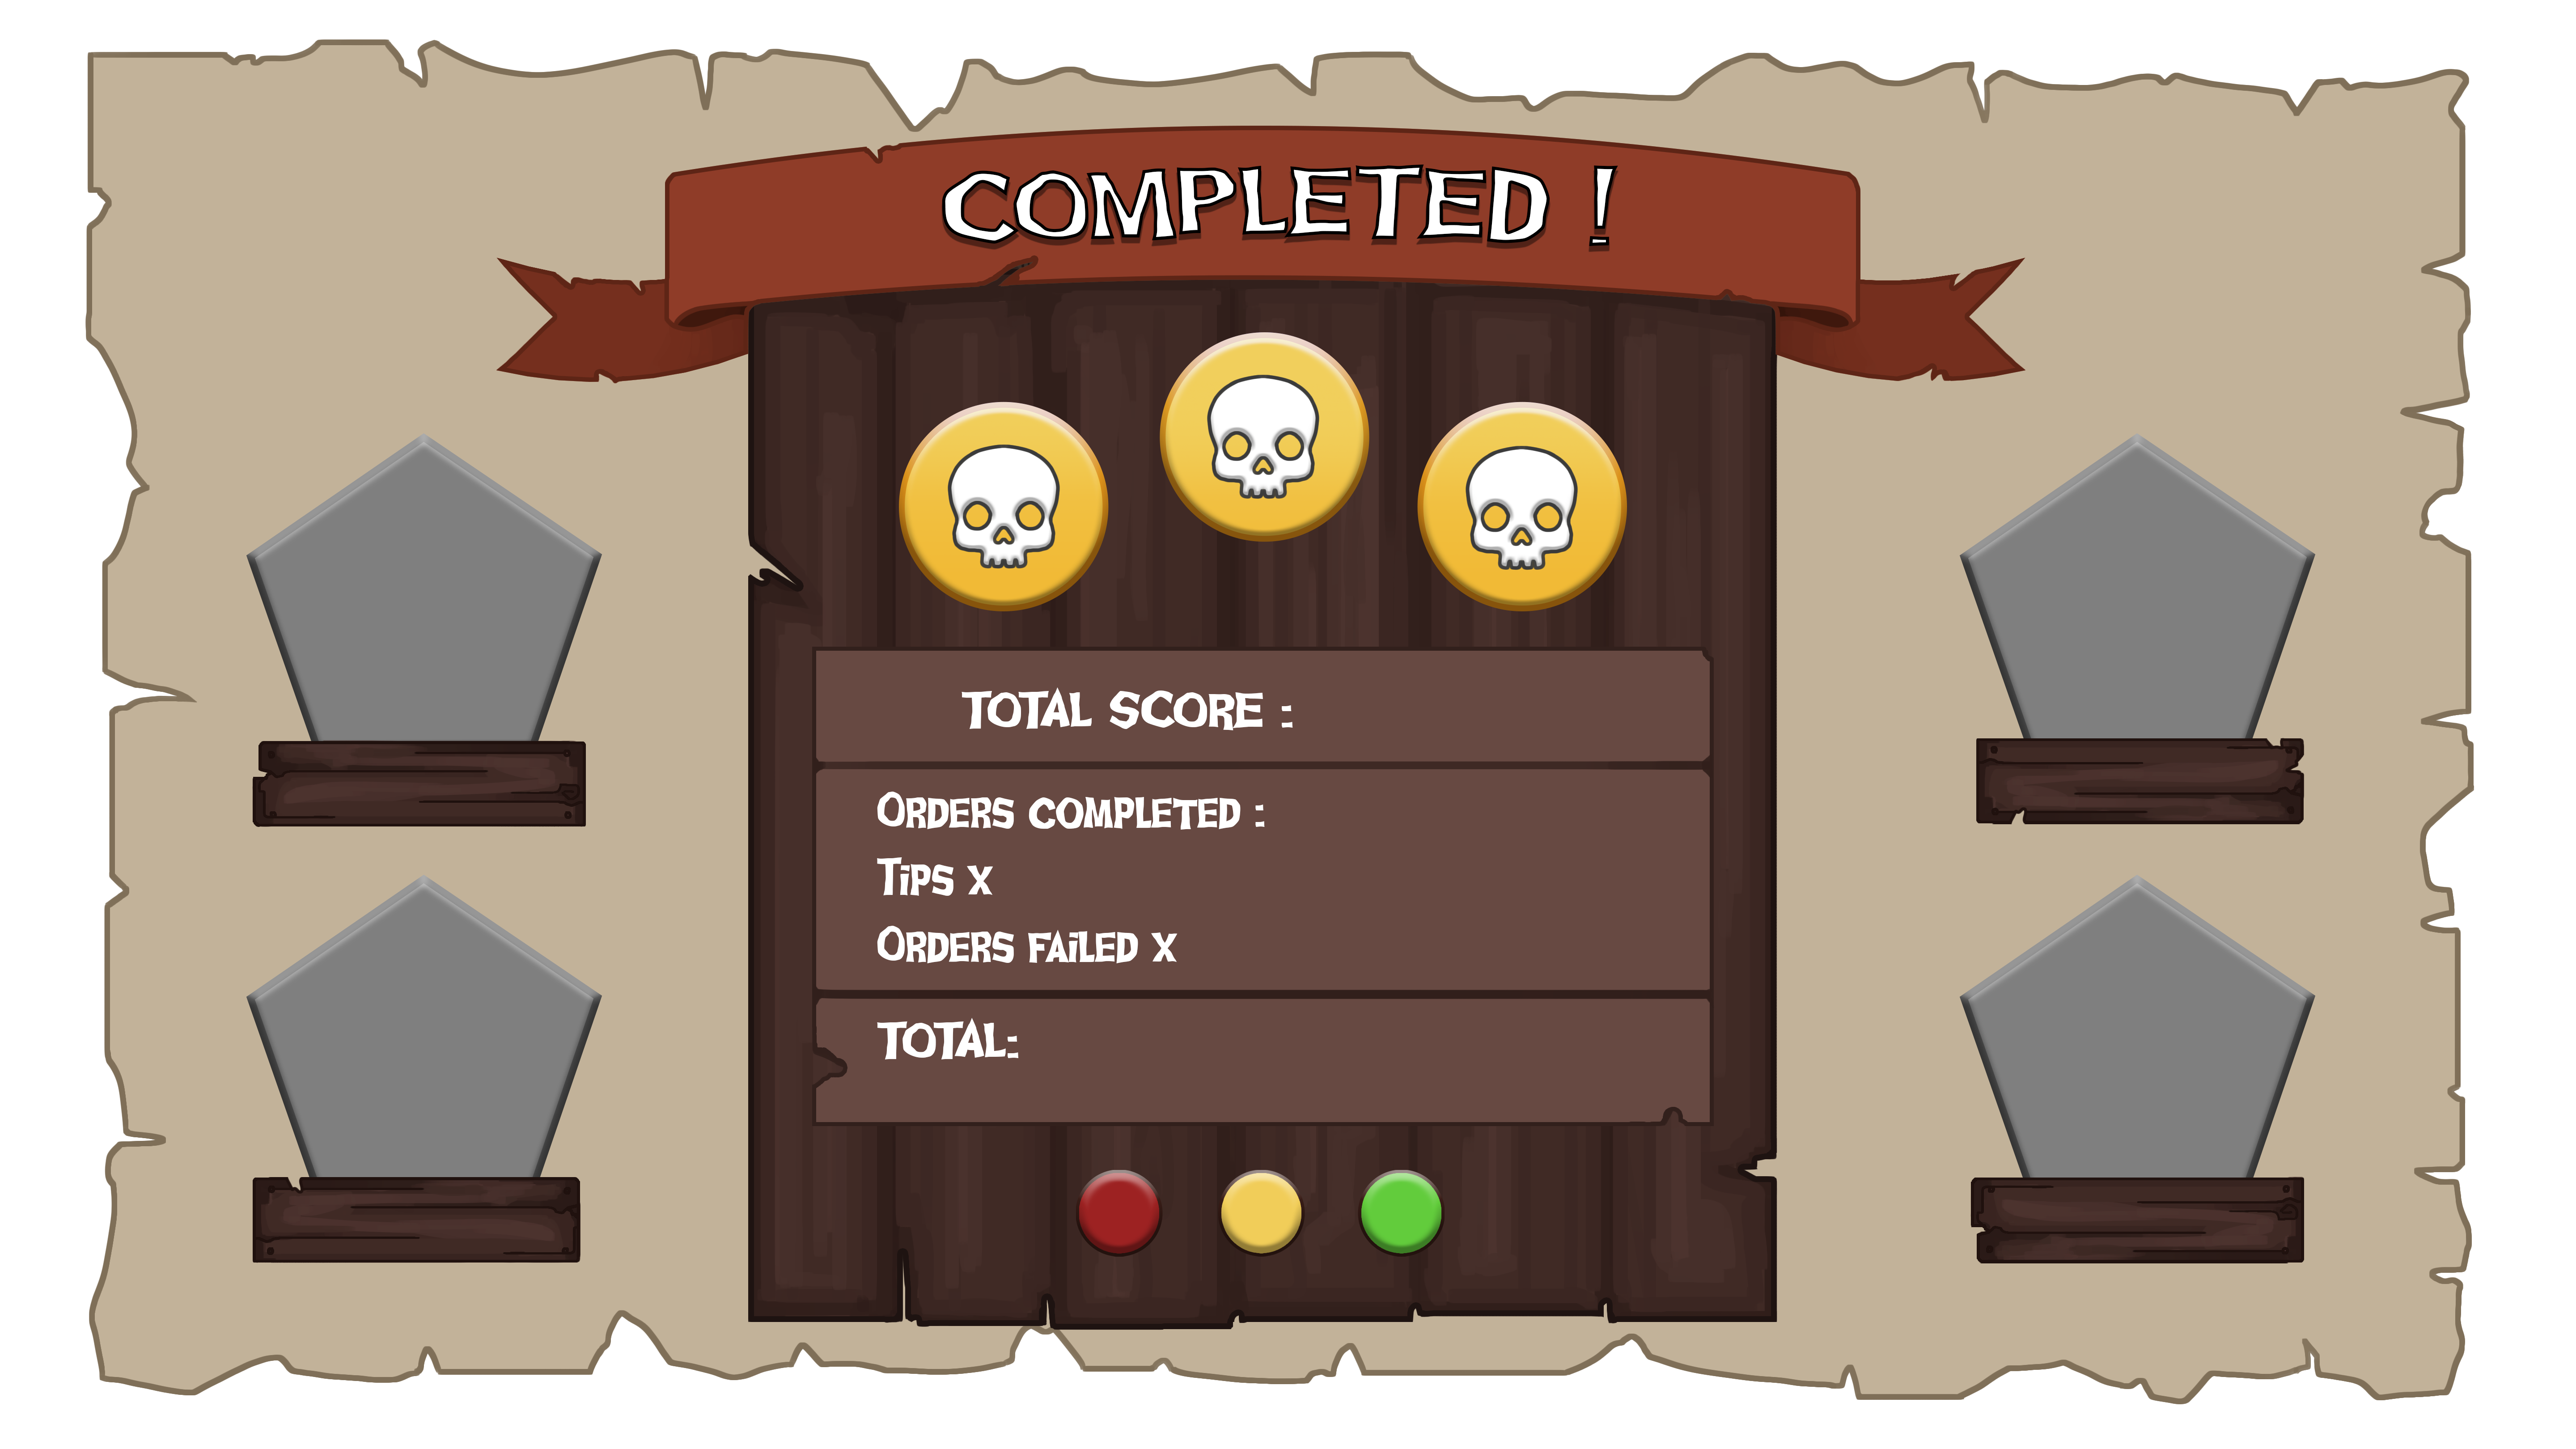 COMPLETED !
TOTAL SCORE :
ORDERS COMPLETED :
TiPS X
ORDERS FAiLED X
TOTAL: